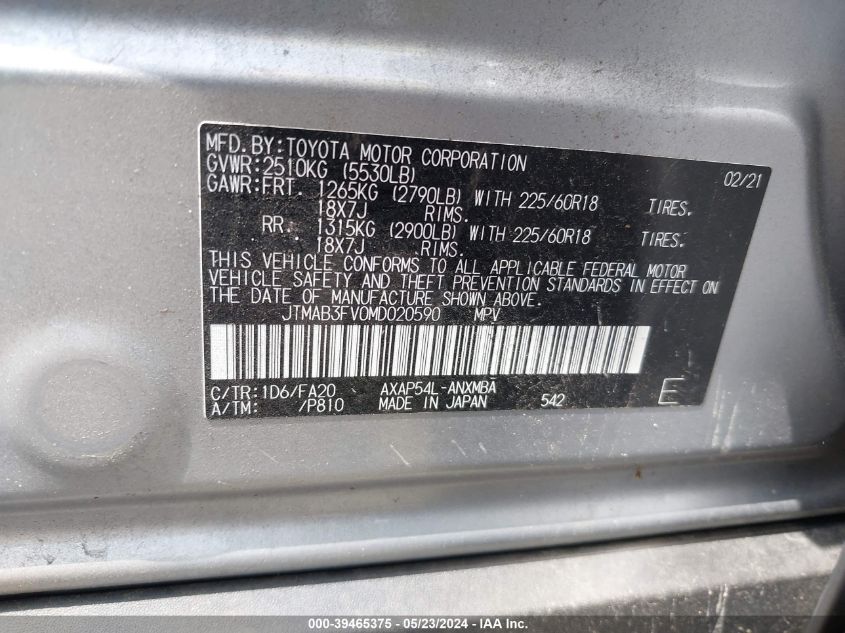 MFD. BY: TOYOTA MOTOR CORPORATION 02/21
GVWR: 2510KG (5530LB)
GAWR: FRT. 1265KG (2790LB) WITH 225/60R18 TIRES.
18X7J RIMS.
RR. 1315KG (2900LB) WITH 225/60R18 TIRES.
18X7J RIMS.
THIS VEHICLE CONFORMS TO ALL APPLICABLE FEDERAL MOTOR
VEHICLE SAFETY AND THEFT PREVENTION STANDARDS IN EFFECT ON
THE DATE OF MANUFACTURE SHOWN ABOVE.
JTMAB3FV0MD020590 MPV
C/TR: 1D6/FA20 AXAP54L-ANXMBA
A/TM: /P810 MADE IN JAPAN 542 E
000-39465375 - 05/23/2024 - IAA Inc.